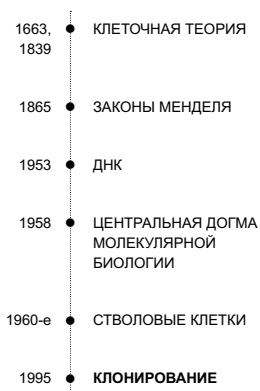 1663, КЛЕТОЧНАЯ ТЕОРИЯ
1839
1865 ЗАКОНЫ МЕНДЕЛЯ
1953 ДНК
1958 ЦЕНТРАЛЬНАЯ ДОГМА
МОЛЕКУЛЯРНОЙ
БИОЛОГИИ
1960-е СТВОЛОВЫЕ КЛЕТКИ
1995 КЛОНИРОВАНИЕ